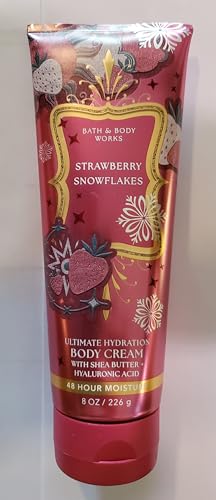 BATH & BODY
WORKS
STRAWBERRY
SNOWFLAKES
ULTIMATE HYDRATION
BODY CREAM
WITH SHEA BUTTER +
HYALURONIC ACID
48 HOUR
8 OZ / 226 g